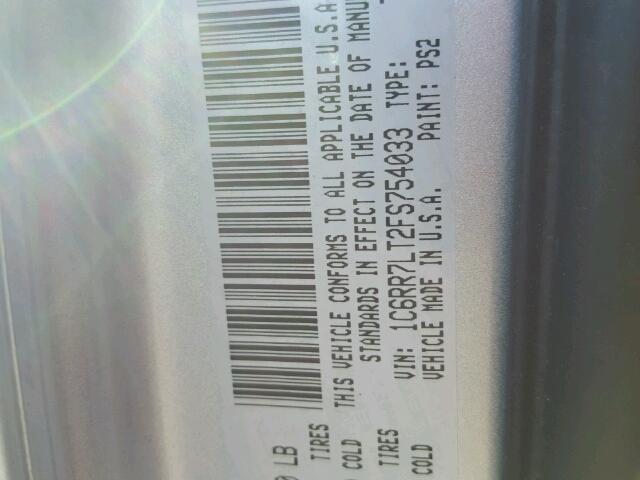 0 LB
TIRES
COLD
THIS VEHICLE CONFORMS TO ALL APPLICABLE U.S.A
STANDARDS IN EFFECT ON THE DATE OF MANU
TIRES
COLD
VIN: 1C6RR7LT2FS754033 TYPE:
VEHICLE MADE IN U.S.A. PAINT: PS2